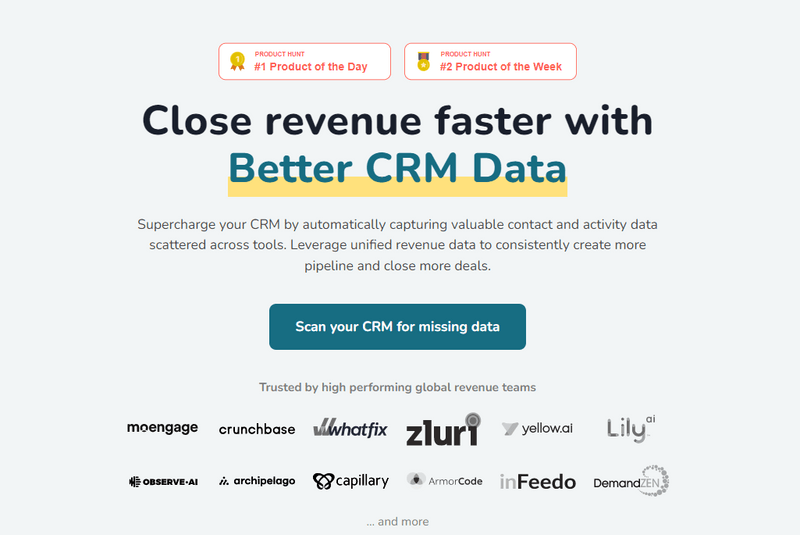 PRODUCT HUNT
#1 Product of the Day
PRODUCT HUNT
#2 Product of the Week
Close revenue faster with
Better CRM Data
Supercharge your CRM by automatically capturing valuable contact and activity data
scattered across tools. Leverage unified revenue data to consistently create more
pipeline and close more deals.
Scan your CRM for missing data
Trusted by high performing global revenue teams
moengage crunchbase whatfix zluri yellow.ai Lily ai
OBSERVE·AI archipelago capillary ArmorCode inFeedo DemandZEN
... and more